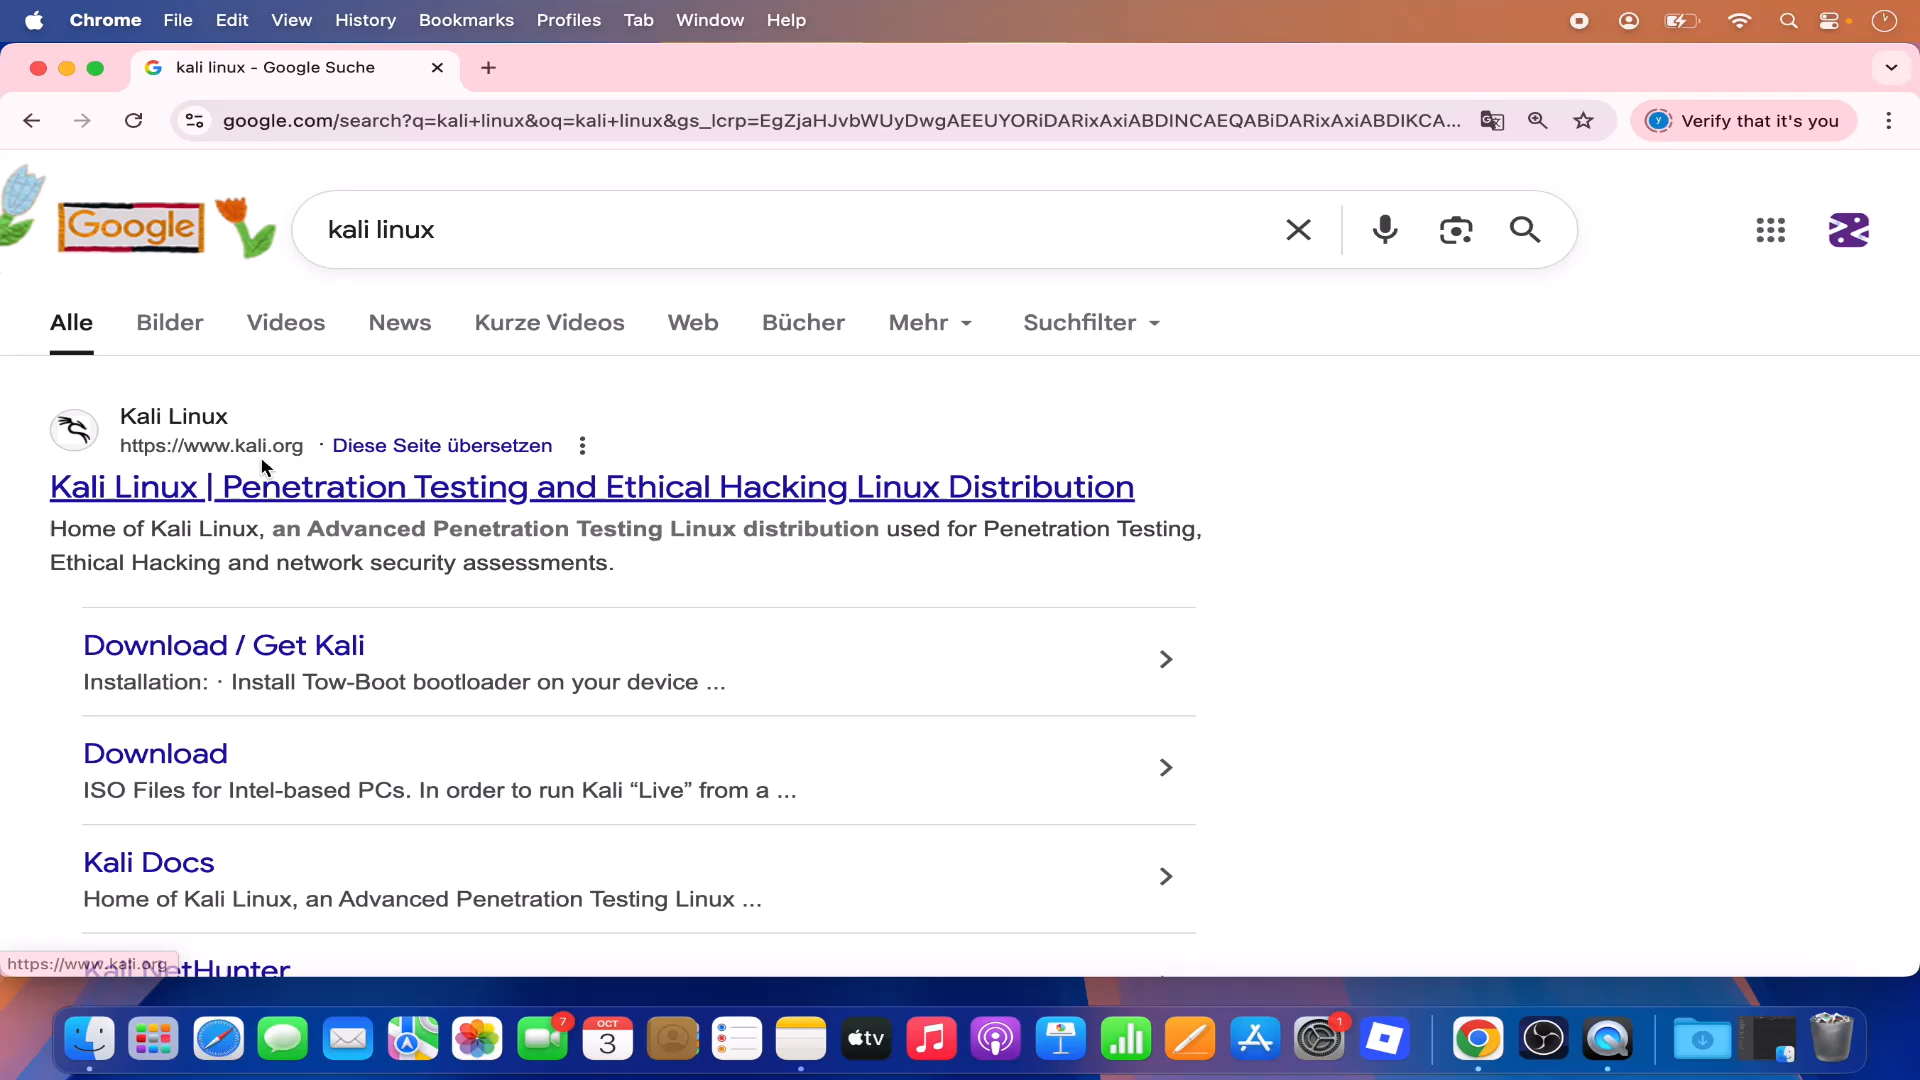 Chrome File Edit View History Bookmarks Profiles Tab Window Help
kali linux - Google Suche
google.com/search?q=kali+linux&oq=kali+linux&gs_lcrp=EgZjaHJvbWUyDwgAEEUYORiDARixAxiABDINCAEQABiDARixAxiABDIKCA...
Verify that it's you
Google
kali linux
Alle Bilder Videos News Kurze Videos Web Bücher Mehr Suchfilter
Kali Linux
https://www.kali.org · Diese Seite übersetzen
Kali Linux | Penetration Testing and Ethical Hacking Linux Distribution
Home of Kali Linux, an Advanced Penetration Testing Linux distribution used for Penetration Testing,
Ethical Hacking and network security assessments.
Download / Get Kali
Installation: · Install Tow-Boot bootloader on your device ...
Download
ISO Files for Intel-based PCs. In order to run Kali “Live” from a ...
Kali Docs
Home of Kali Linux, an Advanced Penetration Testing Linux ...
Kali NetHunter
https://www.kali.org
7
OCT
3
tv
1